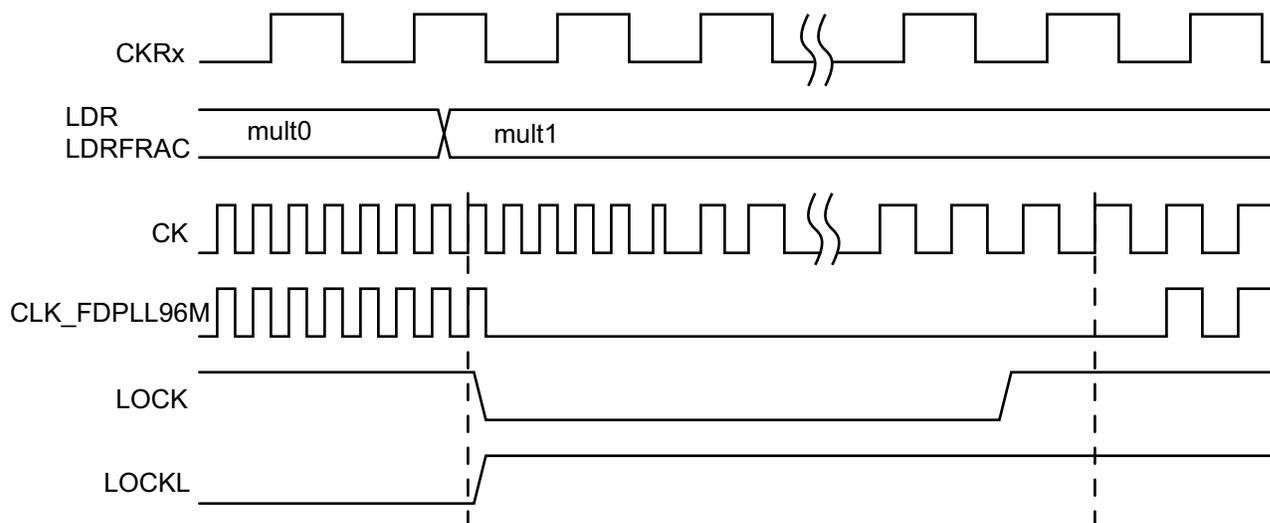 CKRx
LDR
LDRFRAC
mult0
mult1
CK
CLK_FDPLL96M
LOCK
LOCKL